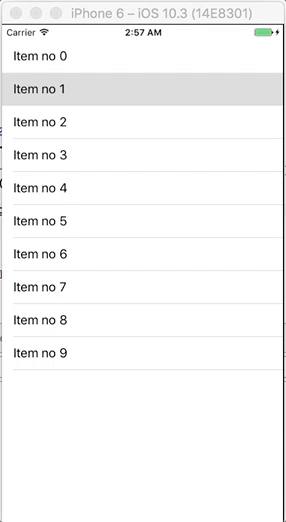 iPhone 6 – iOS 10.3 (14E8301)
Carrier 2:57 AM
Item no 0
Item no 1
Item no 2
Item no 3
Item no 4
Item no 5
Item no 6
Item no 7
Item no 8
Item no 9